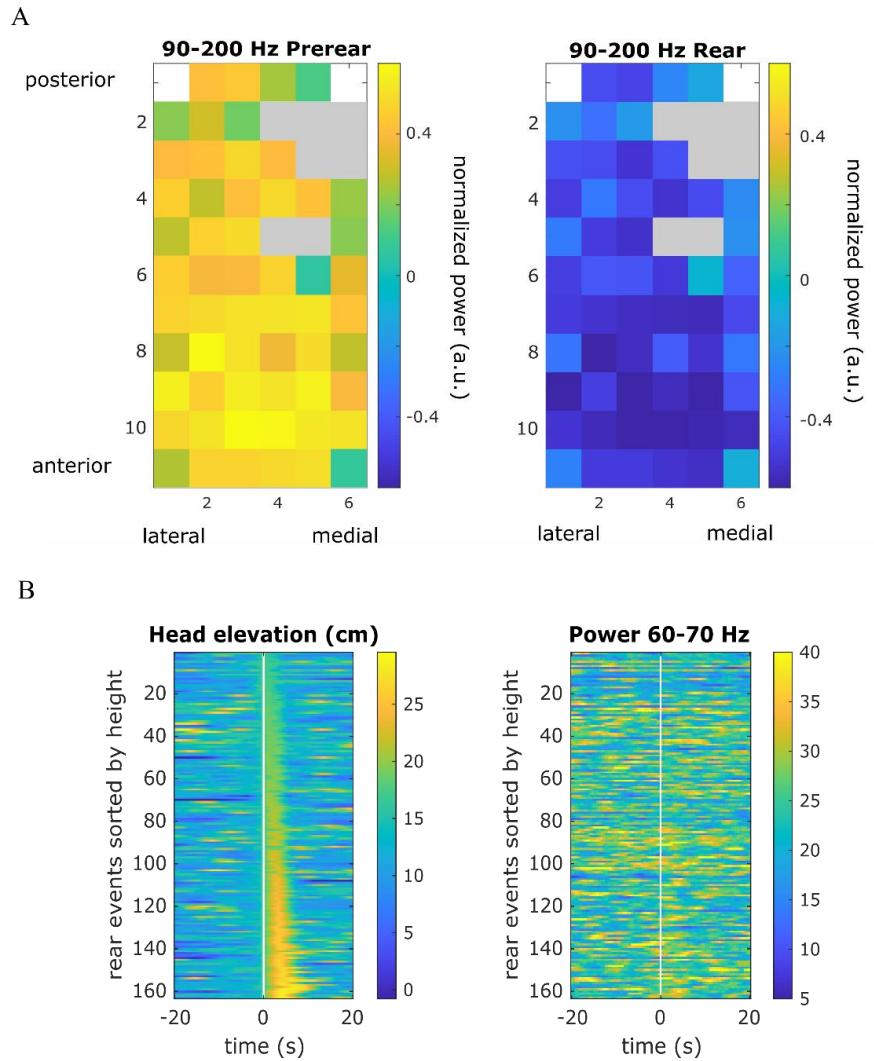 A
90-200 Hz Prerear
90-200 Hz Rear
posterior
2
4
6
8
10
anterior
2 4 6
lateral medial
0.4
0
-0.4
normalized power (a.u.)
2
4
6
8
10
2 4 6
lateral medial
0.4
0
-0.4
normalized power (a.u.)
B
Head elevation (cm)
rear events sorted by height
20
40
60
80
100
120
140
160
-20 0 20
time (s)
25
20
15
10
5
0
Power 60-70 Hz
rear events sorted by height
20
40
60
80
100
120
140
160
-20 0 20
time (s)
40
35
30
25
20
15
10
5